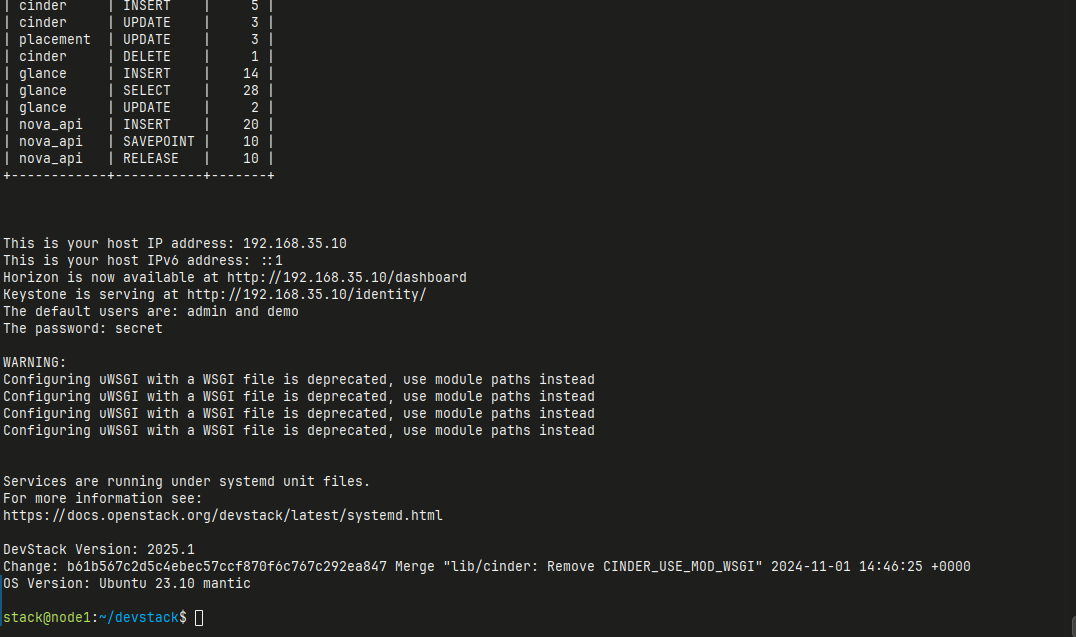 | cinder     | INSERT    |     5 |
| cinder     | UPDATE    |     3 |
| placement  | UPDATE    |     3 |
| cinder     | DELETE    |     1 |
| glance     | INSERT    |    14 |
| glance     | SELECT    |    28 |
| glance     | UPDATE    |     2 |
| nova_api   | INSERT    |    20 |
| nova_api   | SAVEPOINT |    10 |
| nova_api   | RELEASE   |    10 |
+------------+-----------+-------+
This is your host IP address: 192.168.35.10
This is your host IPv6 address: ::1
Horizon is now available at http://192.168.35.10/dashboard
Keystone is serving at http://192.168.35.10/identity/
The default users are: admin and demo
The password: secret
WARNING:
Configuring uWSGI with a WSGI file is deprecated, use module paths instead
Configuring uWSGI with a WSGI file is deprecated, use module paths instead
Configuring uWSGI with a WSGI file is deprecated, use module paths instead
Configuring uWSGI with a WSGI file is deprecated, use module paths instead
Services are running under systemd unit files.
For more information see:
https://docs.openstack.org/devstack/latest/systemd.html
DevStack Version: 2025.1
Change: b61b567c2d5c4ebec57ccf870f6c767c292ea847 Merge "lib/cinder: Remove CINDER_USE_MOD_WSGI" 2024-11-01 14:46:25 +0000
OS Version: Ubuntu 23.10 mantic
stack@node1:~/devstack$